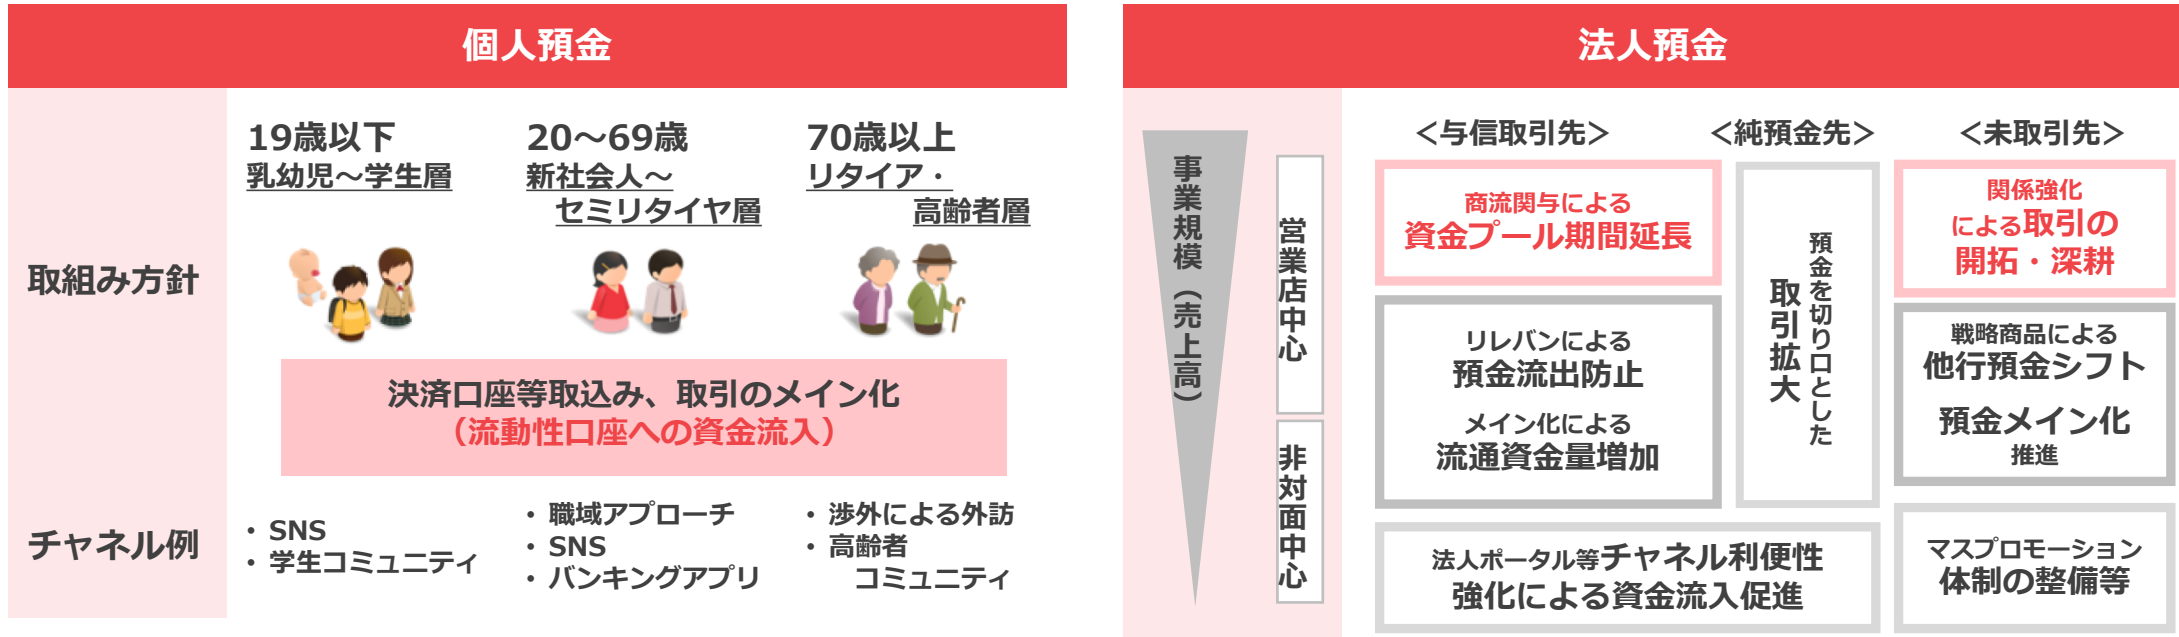 個人預金
取組み方針
19歳以下
乳幼児～学生層
20～69歳
新社会人～
セミリタイヤ層
70歳以上
リタイア・
高齢者層
決済口座等取込み、取引のメイン化
（流動性口座への資金流入）
チャネル例
・SNS
・学生コミュニティ
・職域アプローチ
・SNS
・バンキングアプリ
・渉外による外訪
・高齢者
コミュニティ
法人預金
事業規模（売上高）
営業店中心
非対面中心
＜与信取引先＞
商流関与による
資金プール期間延長
リレバンによる
預金流出防止
メイン化による
流通資金量増加
＜純預金先＞
預金を切り口とした
取引拡大
法人ポータル等チャネル利便性
強化による資金流入促進
＜未取引先＞
関係強化
による取引の
開拓・深耕
戦略商品による
他行預金シフト
預金メイン化
推進
マスプロモーション
体制の整備等